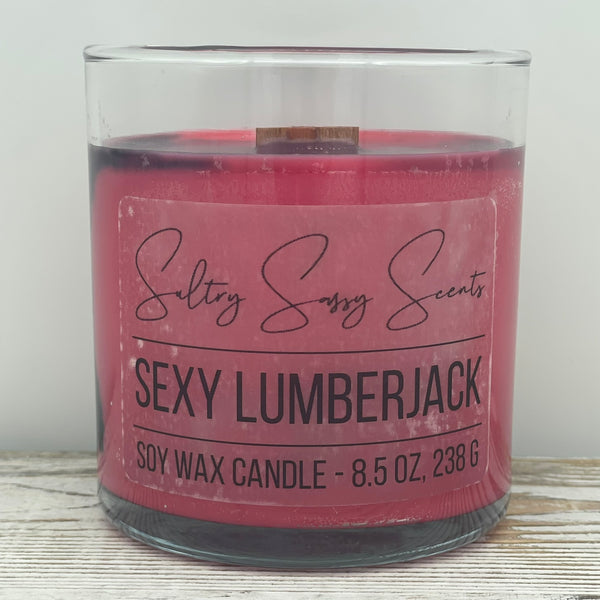 Sultry Sassy Scents
SEXY LUMBERJACK
SOY WAX CANDLE - 8.5 OZ, 238 G